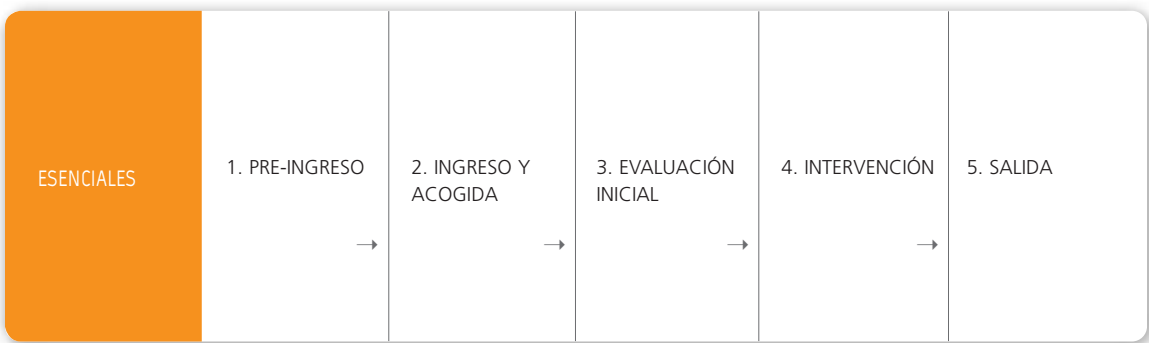 ESENCIALES
1. PRE-INGRESO
2. INGRESO Y
ACOGIDA
3. EVALUACIÓN
INICIAL
4. INTERVENCIÓN
5. SALIDA